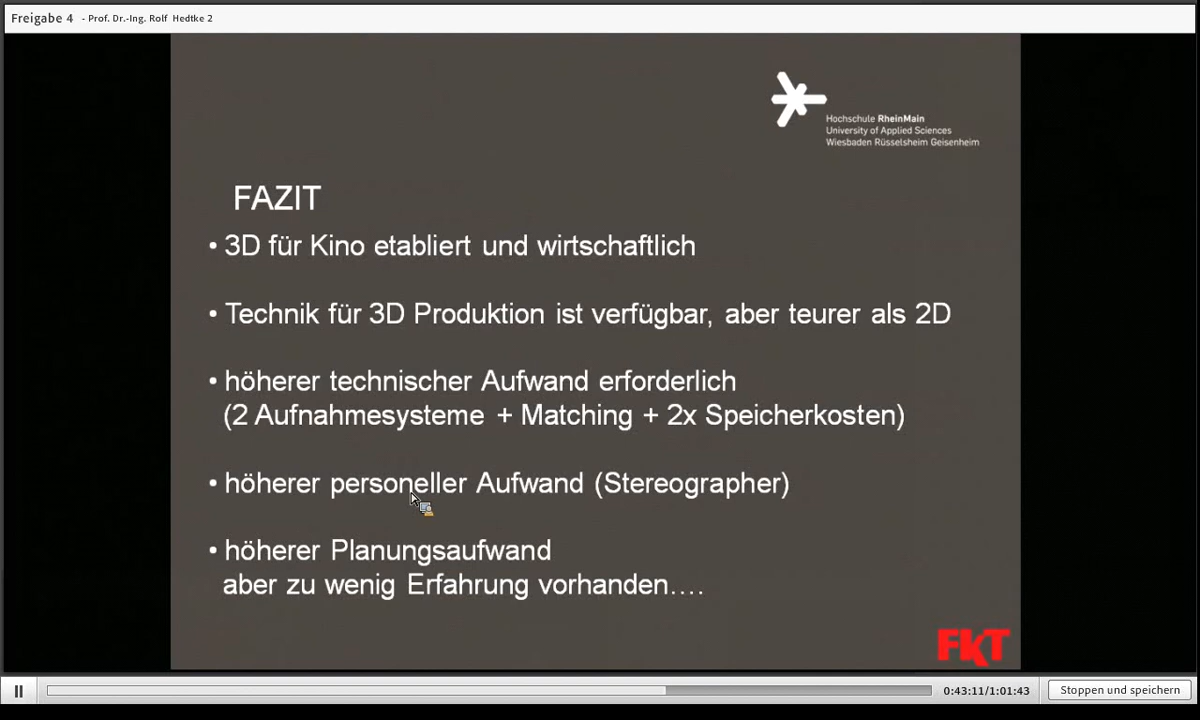 Freigabe 4 - Prof. Dr.-Ing. Rolf Hedtke 2
Hochschule RheinMain
University of Applied Sciences
Wiesbaden Rüsselsheim Geisenheim
FAZIT
• 3D für Kino etabliert und wirtschaftlich
• Technik für 3D Produktion ist verfügbar, aber teurer als 2D
• höherer technischer Aufwand erforderlich
(2 Aufnahmesysteme + Matching + 2x Speicherkosten)
• höherer personeller Aufwand (Stereographer)
• höherer Planungsaufwand
aber zu wenig Erfahrung vorhanden....
FKT
0:43:11/1:01:43 Stoppen und speichern